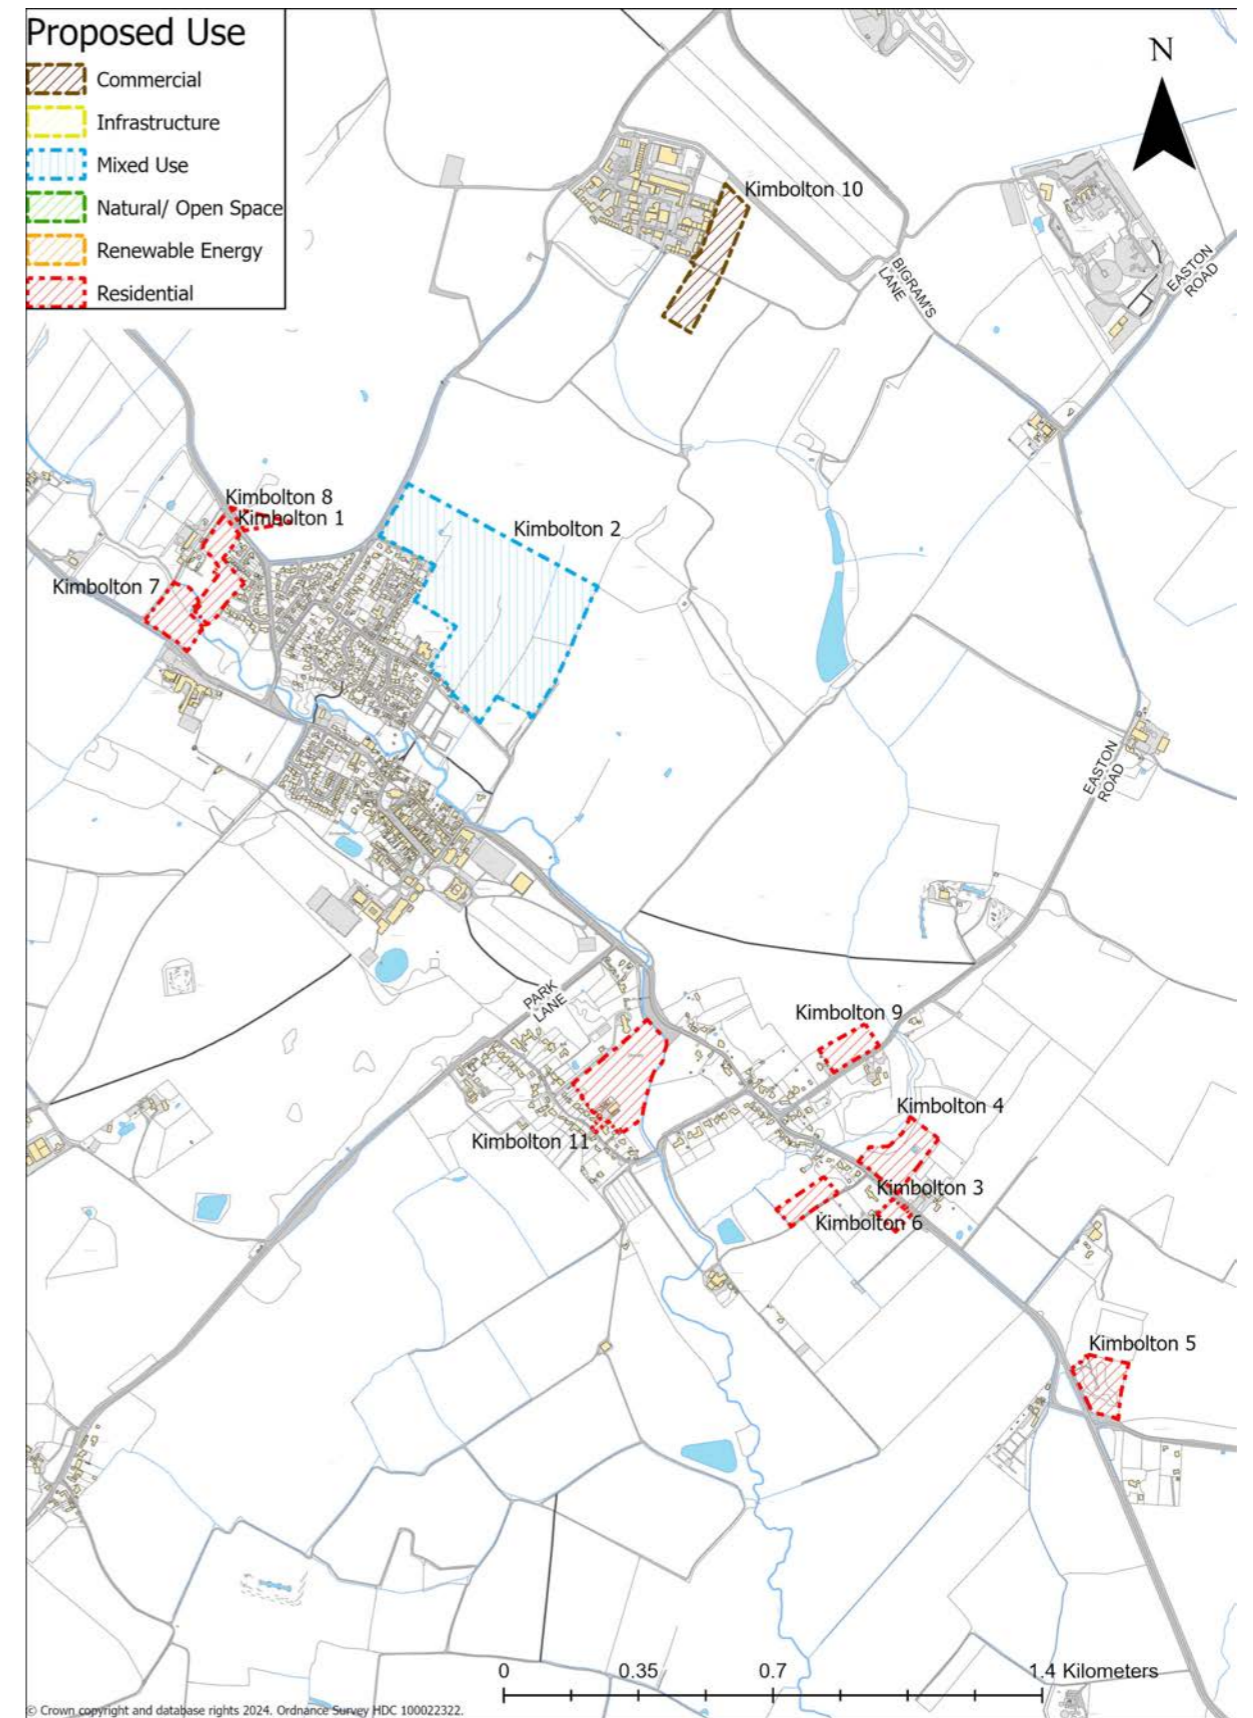 Proposed Use
Commercial
Infrastructure
Mixed Use
Natural/ Open Space
Renewable Energy
Residential
N
Kimbolton 10
BIGRAM'S
LANE
EASTON
ROAD
Kimbolton 8
Kimbolton 1
Kimbolton 2
Kimbolton 7
EASTON
ROAD
PARK
LANE
Kimbolton 9
Kimbolton 4
Kimbolton 11
Kimbolton 3
Kimbolton 6
Kimbolton 5
0 0.35 0.7 1.4 Kilometers
© Crown copyright and database rights 2024. Ordnance Survey HDC 100022322.